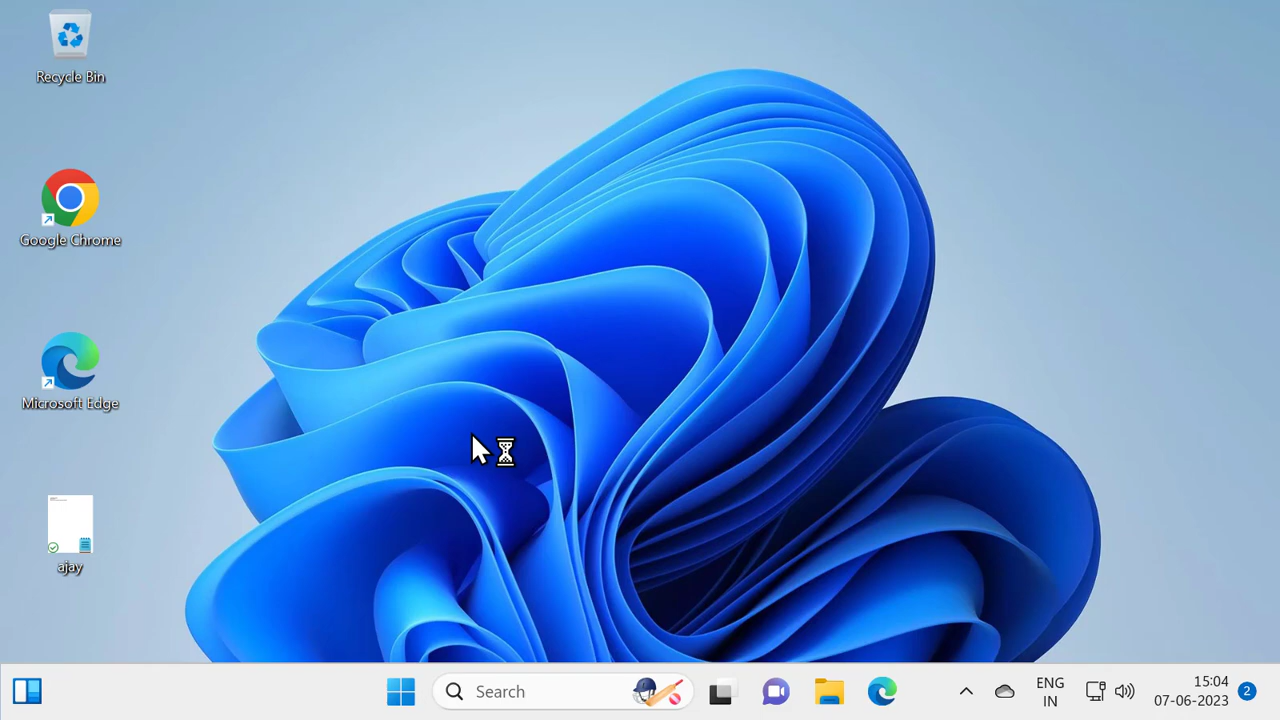 Recycle Bin
Google Chrome
Microsoft Edge
ajay
Search
ENG
IN
15:04
07-06-2023
2